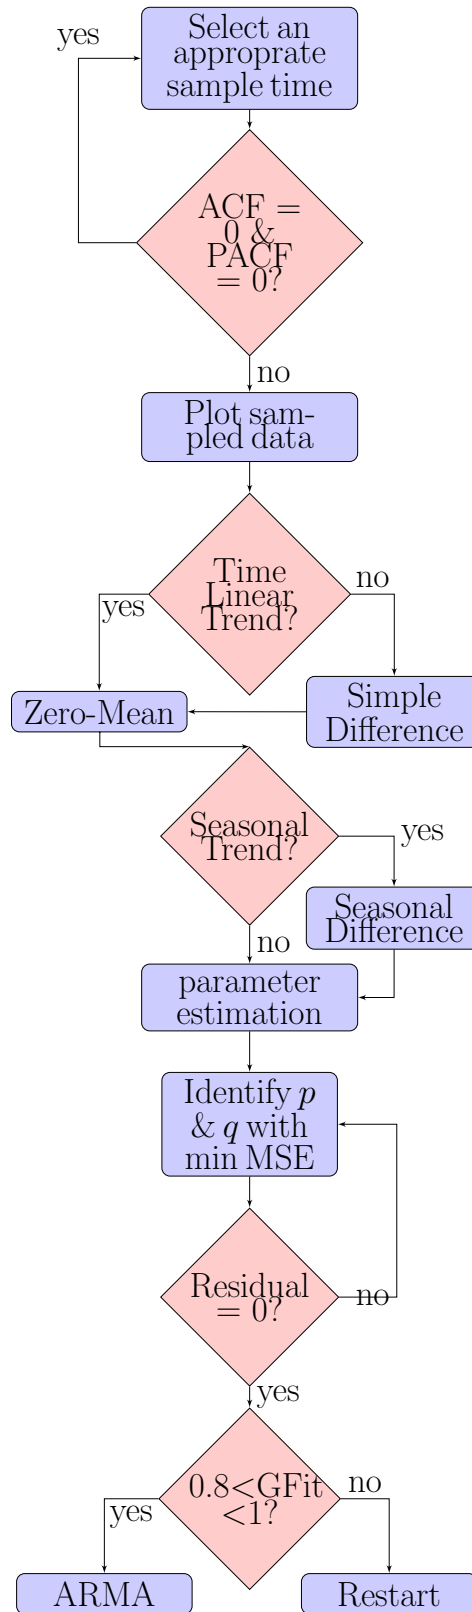 Select an
approprate
sample time
yes
ACF =
0 &
PACF
= 0?
no
Plot sam-
pled data
Time
Linear
Trend?
yes
no
Zero-Mean
Simple
Difference
Seasonal
Trend?
yes
Seasonal
Difference
no
parameter
estimation
Identify p
& q with
min MSE
Residual
= 0?
no
yes
0.8<GFit
<1?
yes
no
ARMA
Restart